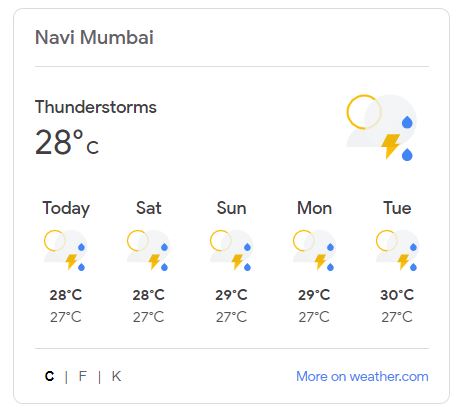 Navi Mumbai
Thunderstorms
28° C
Today Sat Sun Mon Tue
28°C 28°C 29°C 29°C 30°C
27°C 27°C 27°C 27°C 27°C
C | F | K More on weather.com